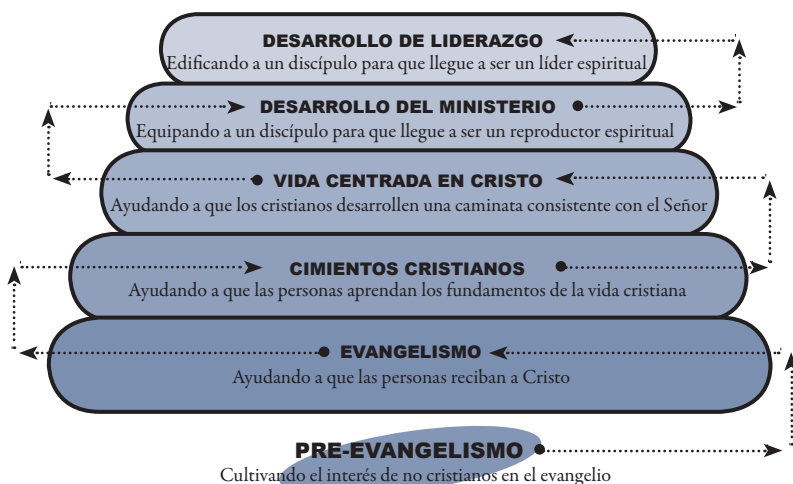 DESARROLLO DE LIDERAZGO
Edificando a un discípulo para que llegue a ser un líder espiritual
DESARROLLO DEL MINISTERIO
Equipando a un discípulo para que llegue a ser un reproductor espiritual
VIDA CENTRADA EN CRISTO
Ayudando a que los cristianos desarrollen una caminata consistente con el Señor
CIMIENTOS CRISTIANOS
Ayudando a que las personas aprendan los fundamentos de la vida cristiana
EVANGELISMO
Ayudando a que las personas reciban a Cristo
PRE-EVANGELISMO
Cultivando el interés de no cristianos en el evangelio